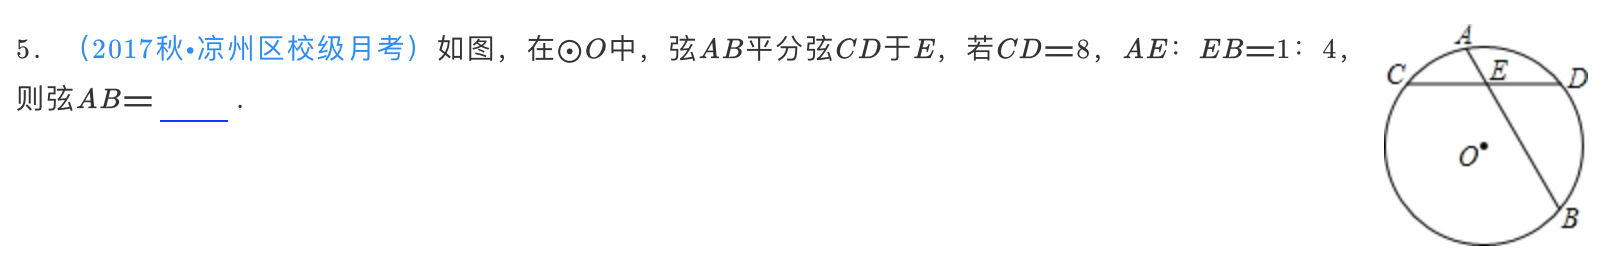 5．（2017秋•凉州区校级月考）如图，在⊙O中，弦AB平分弦CD于E，若CD＝8，AE：EB＝1：4，
则弦AB＝ ．
A
C
E
D
O
B